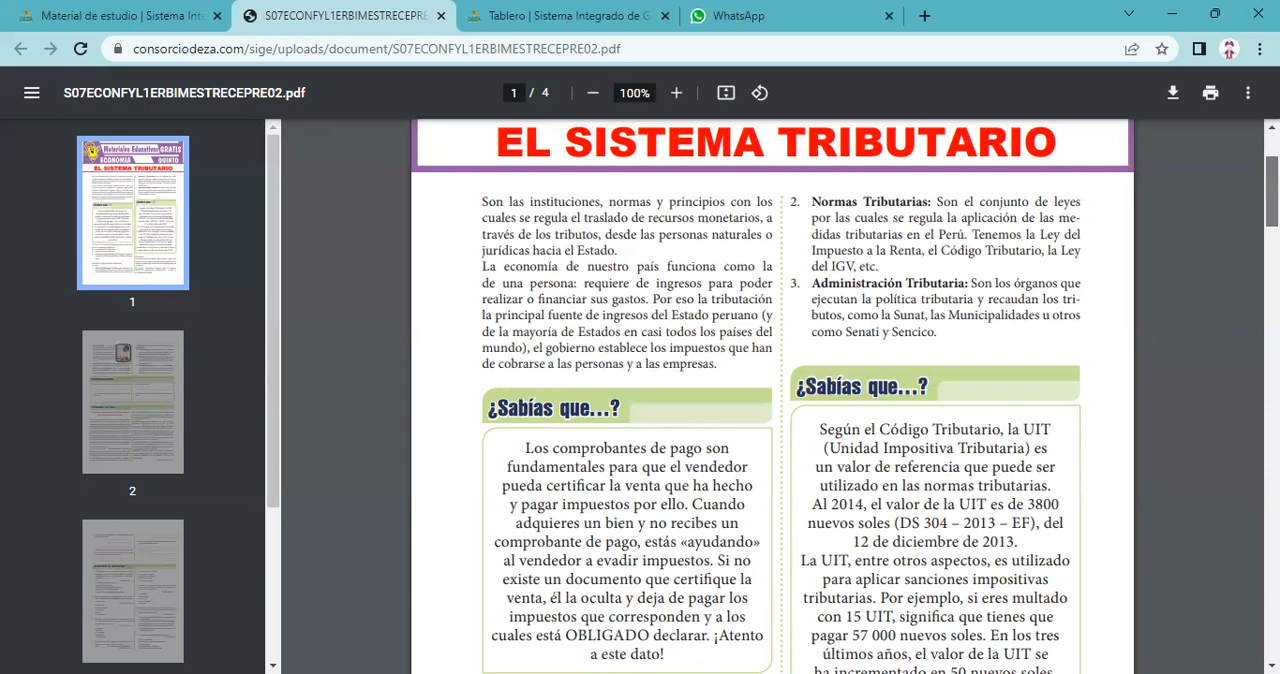 Material de estudio | Sistema Inte
S07ECONFYL1ERBIMESTRECEPRE
Tablero | Sistema Integrado de G
WhatsApp
consorciodeza.com/sige/uploads/document/S07ECONFYL1ERBIMESTRECEPRE02.pdf
S07ECONFYL1ERBIMESTRECEPRE02.pdf
1 / 4
100%
Materiales Educativos GRATIS
ECONOMIA QUINTO
EL SISTEMA TRIBUTARIO
1
2
EL SISTEMA TRIBUTARIO
Son las instituciones, normas y principios con los
cuales se regula el traslado de recursos monetarios, a
través de los tributos, desde las personas naturales o
jurídicas hacia el Estado.
La economía de nuestro país funciona como la
de una persona: requiere de ingresos para poder
realizar o financiar sus gastos. Por eso la tributación
la principal fuente de ingresos del Estado peruano (y
de la mayoría de Estados en casi todos los países del
mundo), el gobierno establece los impuestos que han
de cobrarse a las personas y a las empresas.
¿Sabías que...?
Los comprobantes de pago son
fundamentales para que el vendedor
pueda certificar la venta que ha hecho
y pagar impuestos por ello. Cuando
adquieres un bien y no recibes un
comprobante de pago, estás «ayudando»
al vendedor a evadir impuestos. Si no
existe un documento que certifique la
venta, él la oculta y deja de pagar los
impuestos que corresponden y a los
cuales está OBLIGADO declarar. ¡Atento
a este dato!
2. Normas Tributarias: Son el conjunto de leyes
por las cuales se regula la aplicación de las me-
didas tributarias en el Perú. Tenemos la Ley del
Impuesto a la Renta, el Código Tributario, la Ley
del IGV, etc.
3. Administración Tributaria: Son los órganos que
ejecutan la política tributaria y recaudan los tri-
butos, como la Sunat, las Municipalidades u otros
como Senati y Sencico.
¿Sabías que...?
Según el Código Tributario, la UIT
(Unidad Impositiva Tributaria) es
un valor de referencia que puede ser
utilizado en las normas tributarias.
Al 2014, el valor de la UIT es de 3800
nuevos soles (DS 304 – 2013 – EF), del
12 de diciembre de 2013.
La UIT, entre otros aspectos, es utilizado
para aplicar sanciones impositivas
tributarias. Por ejemplo, si eres multado
con 15 UIT, significa que tienes que
pagar 57 000 nuevos soles. En los tres
últimos años, el valor de la UIT se
ha incrementado en 50 nuevos soles